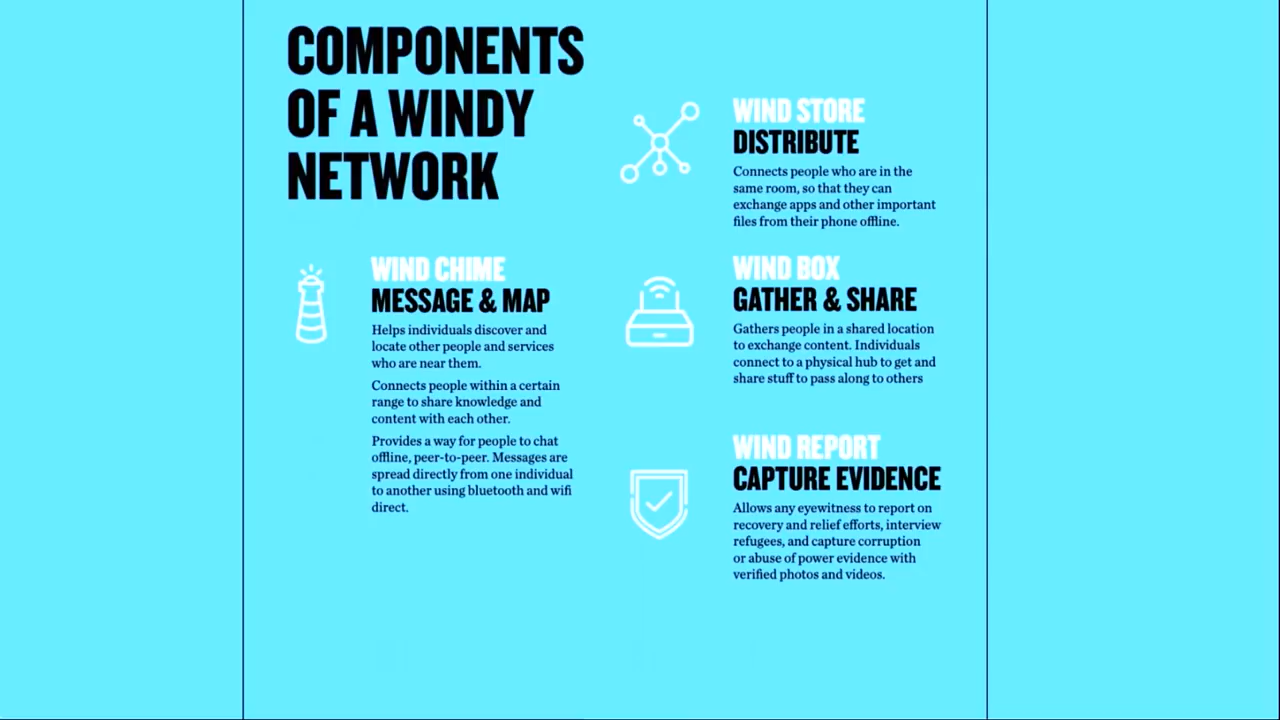 COMPONENTS
OF A WINDY
NETWORK
WIND CHIME
MESSAGE & MAP
Helps individuals discover and
locate other people and services
who are near them.
Connects people within a certain
range to share knowledge and
content with each other.
Provides a way for people to chat
offline, peer-to-peer. Messages are
spread directly from one individual
to another using bluetooth and wifi
direct.
WIND STORE
DISTRIBUTE
Connects people who are in the
same room, so that they can
exchange apps and other important
files from their phone offline.
WIND BOX
GATHER & SHARE
Gathers people in a shared location
to exchange content. Individuals
connect to a physical hub to get and
share stuff to pass along to others
WIND REPORT
CAPTURE EVIDENCE
Allows any eyewitness to report on
recovery and relief efforts, interview
refugees, and capture corruption
or abuse of power evidence with
verified photos and videos.